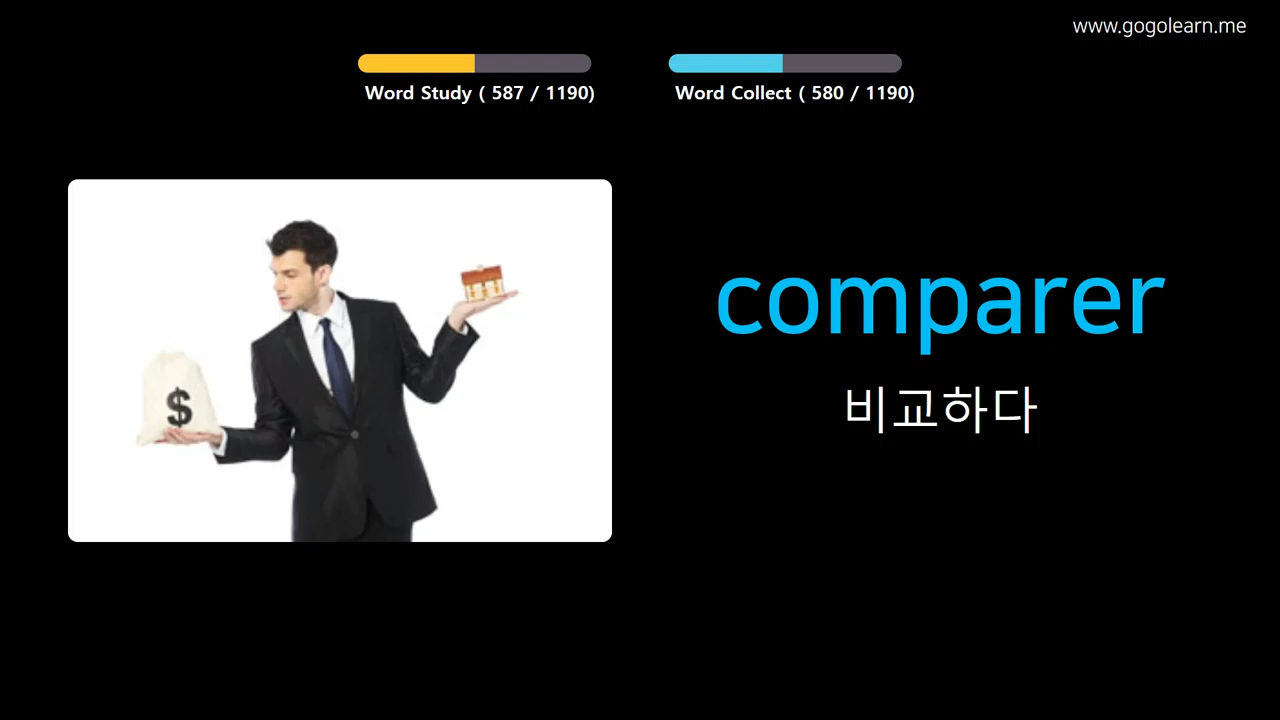 www.gogolearn.me
Word Study ( 587 / 1190)
Word Collect ( 580 / 1190)
comparer
비교하다
$